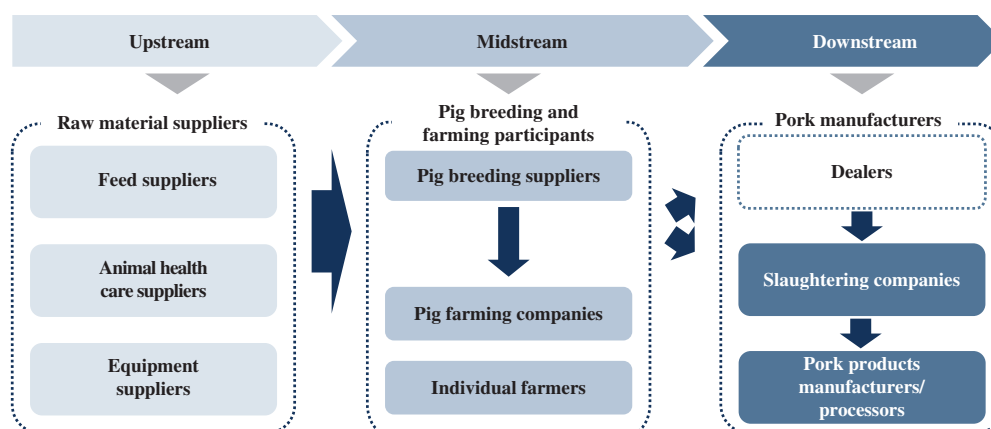 Upstream
Midstream
Downstream
Raw material suppliers
Feed suppliers
Animal health
care suppliers
Equipment
suppliers
Pig breeding and
farming participants
Pig breeding suppliers
Pig farming companies
Individual farmers
Pork manufacturers
Dealers
Slaughtering companies
Pork products
manufacturers/
processors